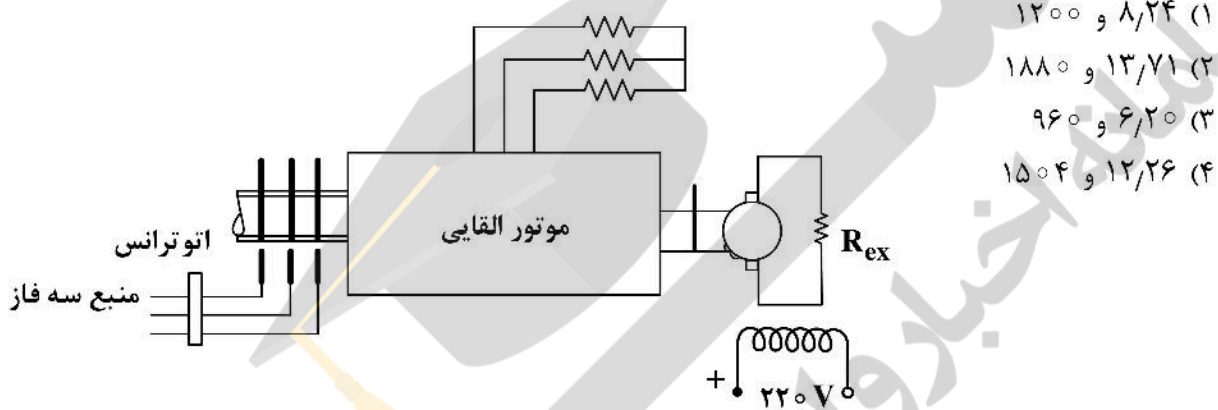 ۱) ۸٫۲۴ و ۱۲۰۰
۲) ۱۳٫۷۱ و ۱۸۸۰
۳) ۶٫۲۰ و ۹۶۰
۴) ۱۲٫۲۶ و ۱۵۰۴
موتور القایی
اتوترانس
منبع سه فاز
R_ex
+ ۲۲۰ V